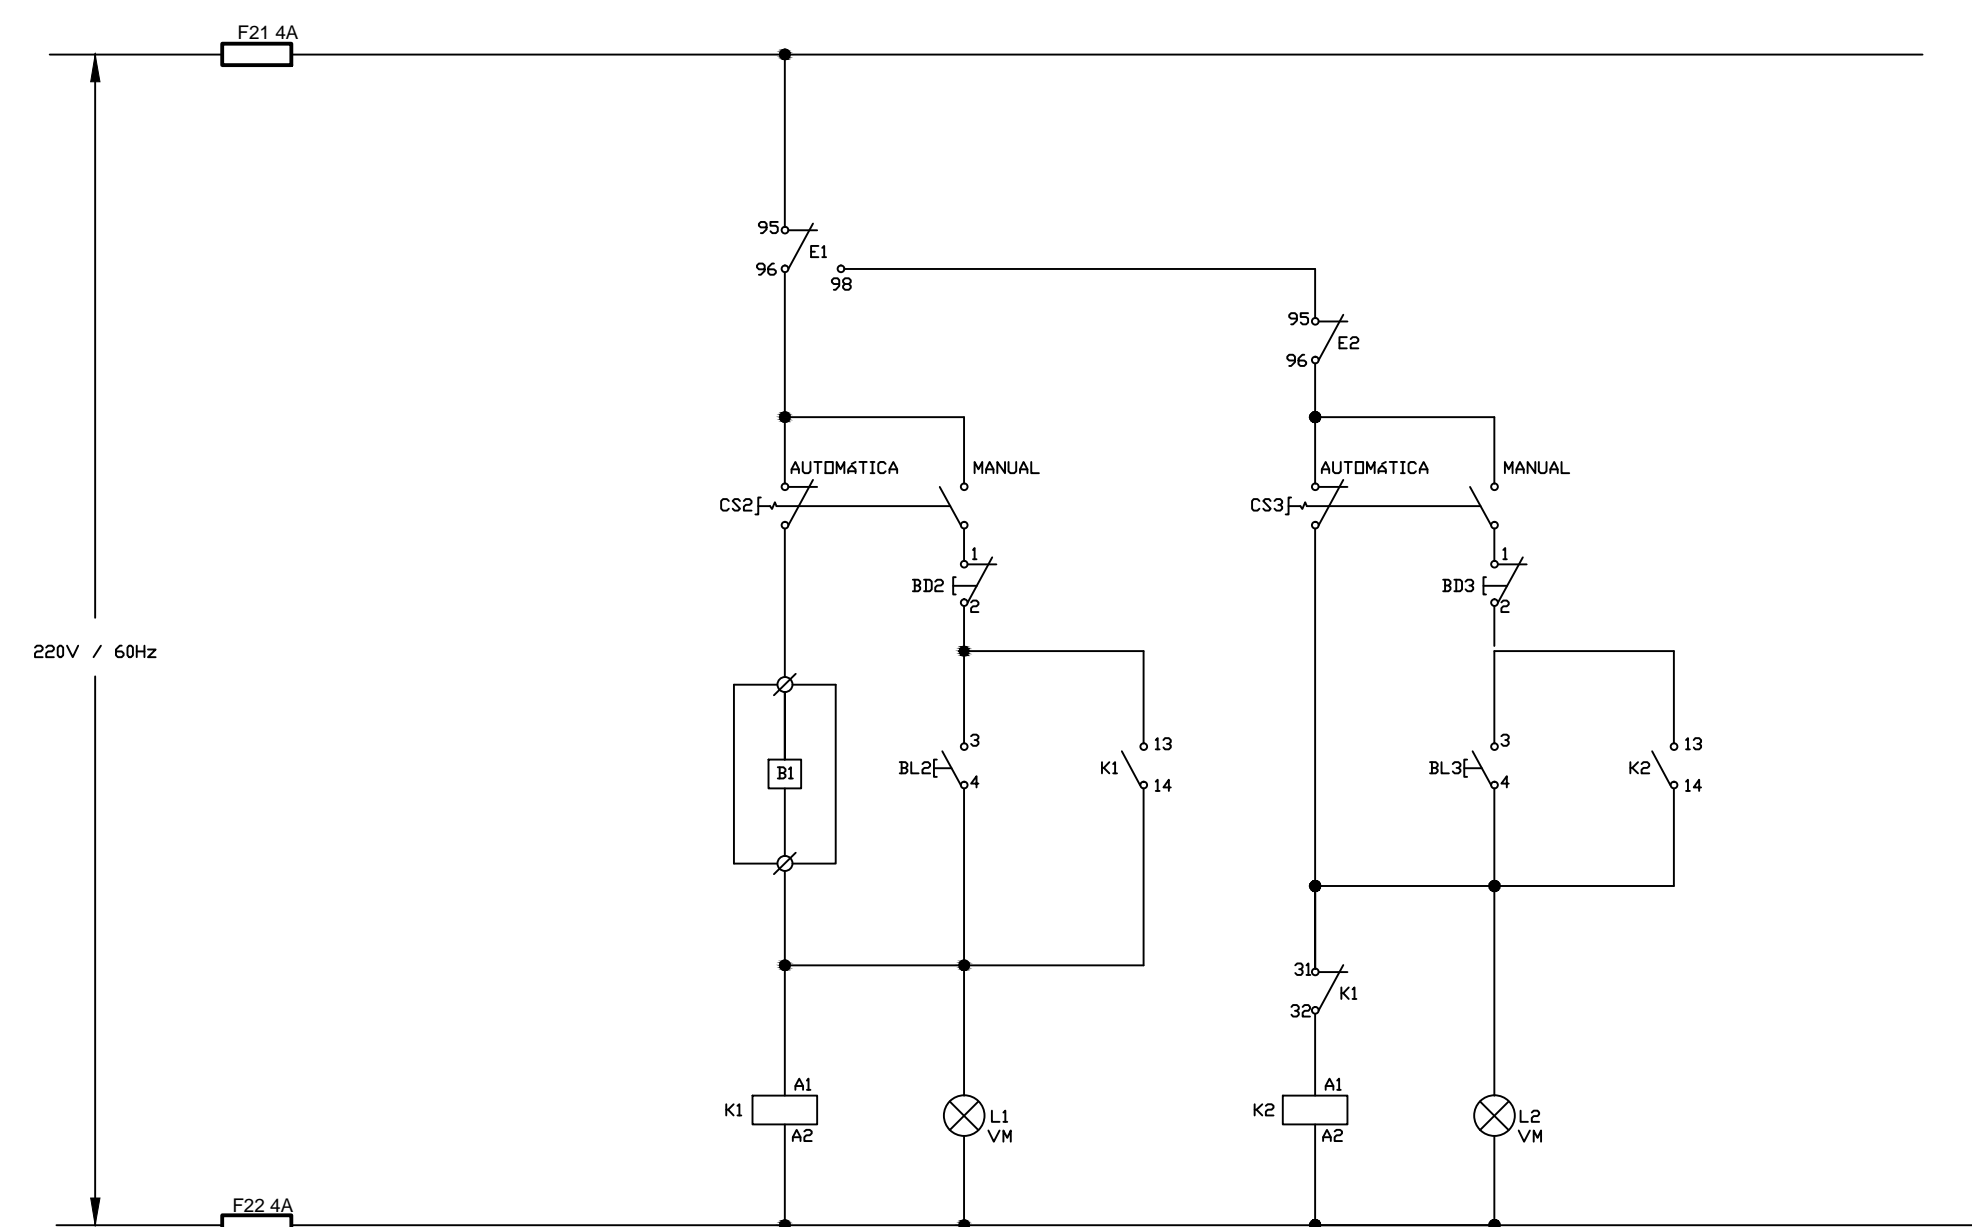 F21 4A
95
E1
96
98
95
E2
96
AUTOMÁTICA
MANUAL
AUTOMÁTICA
MANUAL
CS2
CS3
1
BD2
2
1
BD3
2
220V / 60Hz
3
BL2
4
13
K1
14
3
BL3
4
13
K2
14
B1
31
K1
32
A1
K1
A2
L1
VM
A1
K2
A2
L2
VM
F22 4A